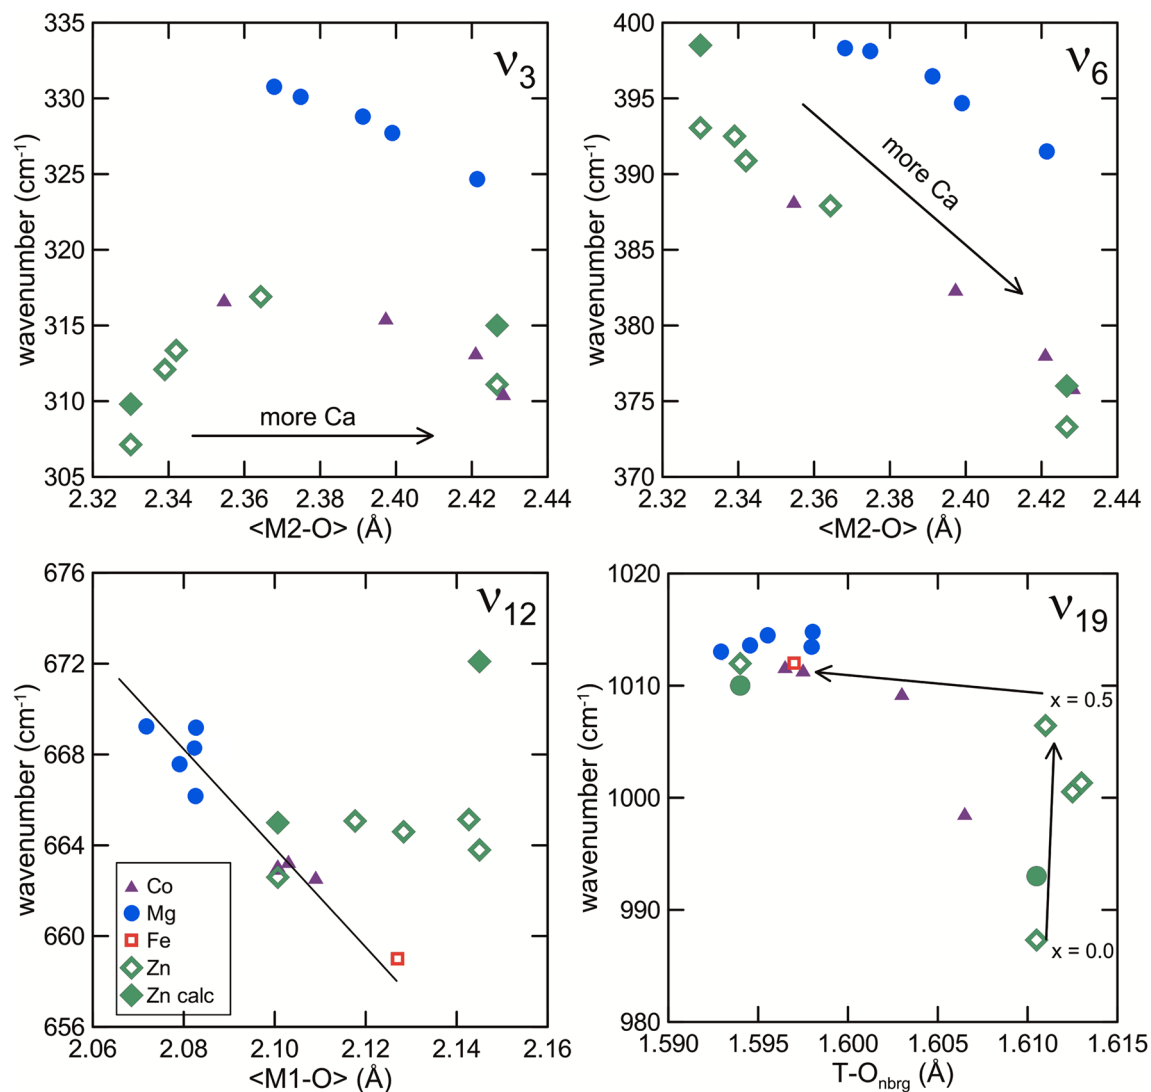 335
330
325
320
315
310
305
wavenumber (cm⁻¹)
ν₃
more Ca
2.32 2.34 2.36 2.38 2.40 2.42 2.44
<M2-O> (Å)
400
395
390
385
380
375
370
wavenumber (cm⁻¹)
ν₆
more Ca
2.32 2.34 2.36 2.38 2.40 2.42 2.44
<M2-O> (Å)
676
672
668
664
660
656
wavenumber (cm⁻¹)
ν₁₂
Co
Mg
Fe
Zn
Zn calc
2.06 2.08 2.10 2.12 2.14 2.16
<M1-O> (Å)
1020
1010
1000
990
980
wavenumber (cm⁻¹)
ν₁₉
x = 0.5
x = 0.0
1.590 1.595 1.600 1.605 1.610 1.615
T-Oₙbrg (Å)